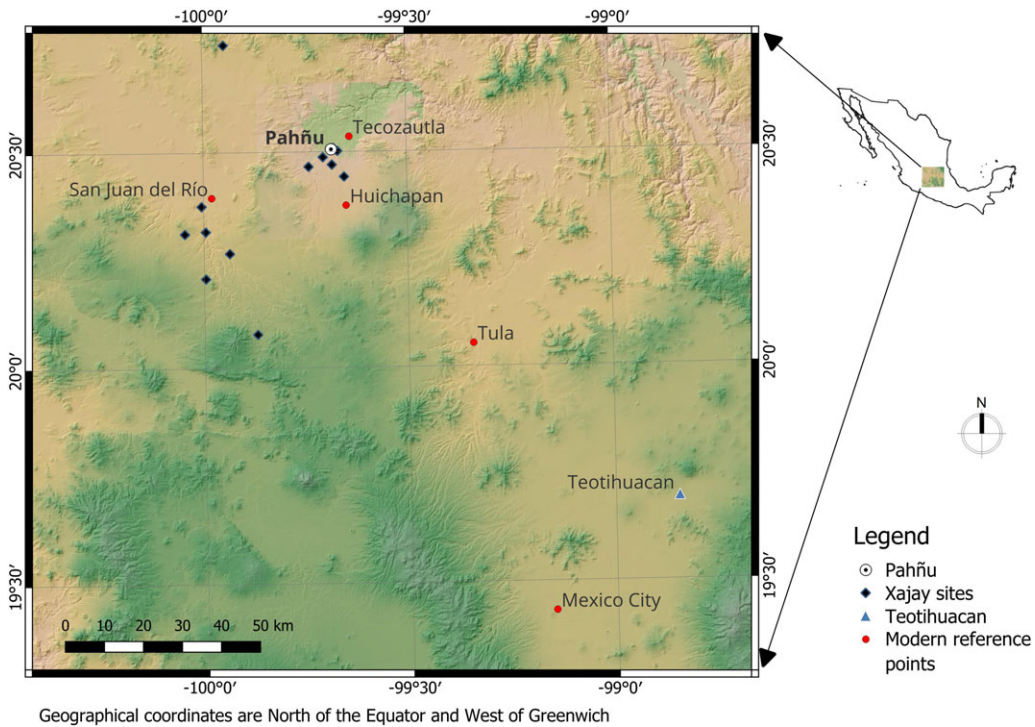 -100°0′ -99°30′ -99°0′
20°30′
20°30′
Tecozautla
Pahñu
San Juan del Río
Huichapan
Tula
20°0′
20°0′
N
Teotihuacan
Legend
Pahñu
Xajay sites
Teotihuacan
Modern reference
points
19°30′
19°30′
Mexico City
0 10 20 30 40 50 km
-100°0′ -99°30′ -99°0′
Geographical coordinates are North of the Equator and West of Greenwich